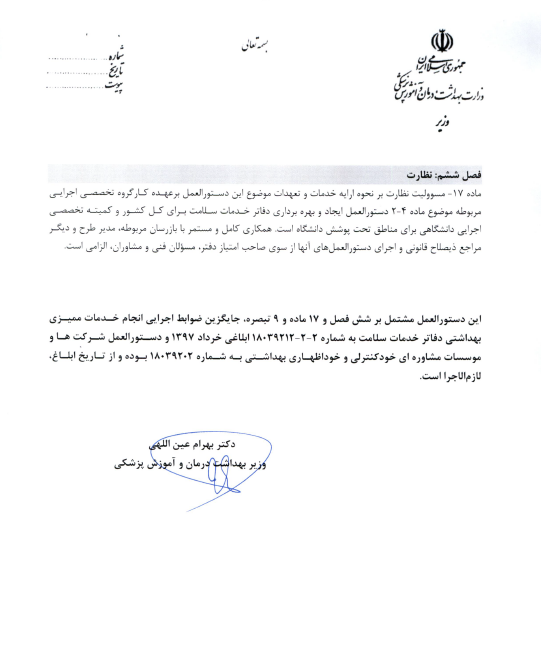 بسمه تعالی
جمهوری اسلامی ایران
وزارت بهداشت، درمان و آموزش پزشکی
وزیر
شماره
تاریخ
پیوست
فصل ششم: نظارت
ماده ۱۷- مسوولیت نظارت بر نحوه ارایه خدمات و تعهدات موضوع این دستورالعمل برعهده کارگروه تخصصی اجرایی
مربوطه موضوع ماده ۴-۲ دستورالعمل ایجاد و بهره برداری دفاتر خدمات سلامت برای کل کشور و کمیته تخصصی
اجرایی دانشگاهی برای مناطق تحت پوشش دانشگاه است. همکاری کامل و مستمر با بازرسان مربوطه، مدیر طرح و دیگر
مراجع ذیصلاح قانونی و اجرای دستورالعمل‌های آنها از سوی صاحب امتیاز دفتر، مسؤلان فنی و مشاوران، الزامی است.
این دستورالعمل مشتمل بر شش فصل و ۱۷ ماده و ۹ تبصره، جایگزین ضوابط اجرایی انجام خدمات ممیزی
بهداشتی دفاتر خدمات سلامت به شماره ۲-۲-۱۸۰۳۹۲۱۲ ابلاغی خرداد ۱۳۹۷ و دستورالعمل شرکت ها و
موسسات مشاوره ای خودکنترلی و خوداظهاری بهداشتی به شماره ۱۸۰۳۹۲۰۲ بوده و از تاریخ ابلاغ،
لازم‌الاجرا است.
دکتر بهرام عین اللهی
وزیر بهداشت درمان و آموزش پزشکی